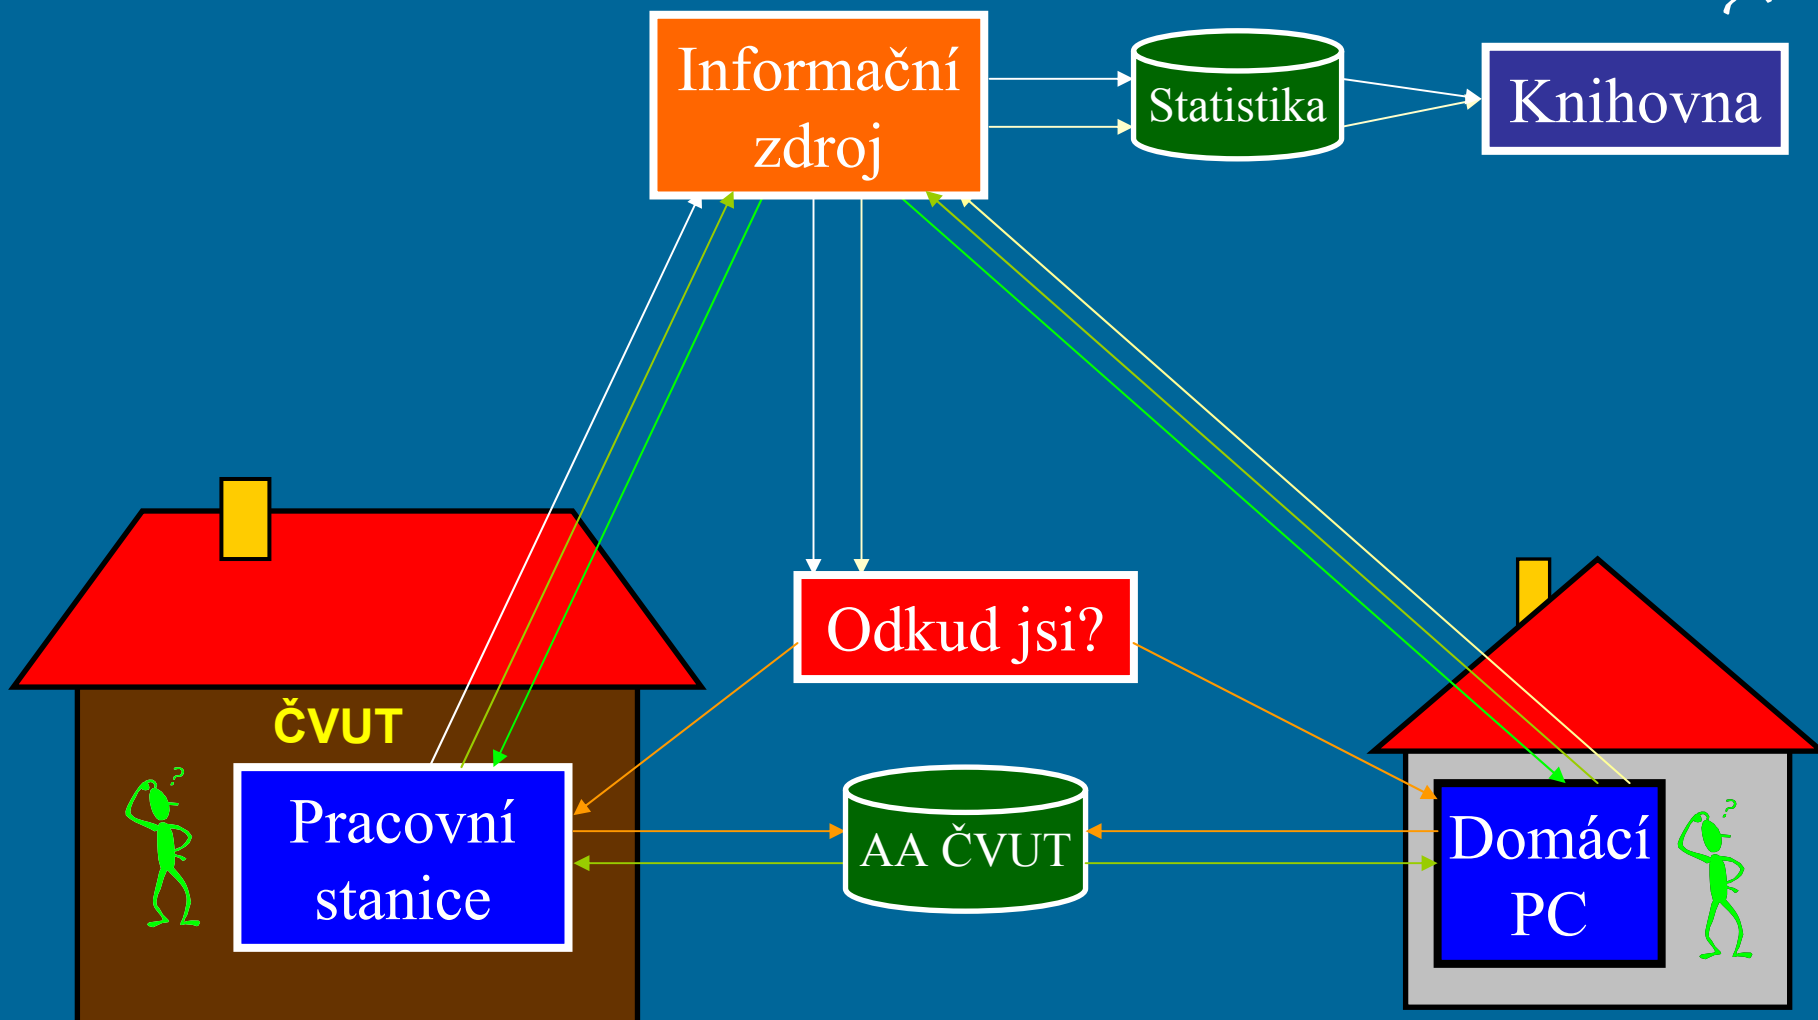 Informační
zdroj
Statistika
Knihovna
Odkud jsi?
ČVUT
Pracovní
stanice
AA ČVUT
Domácí
PC
?
?